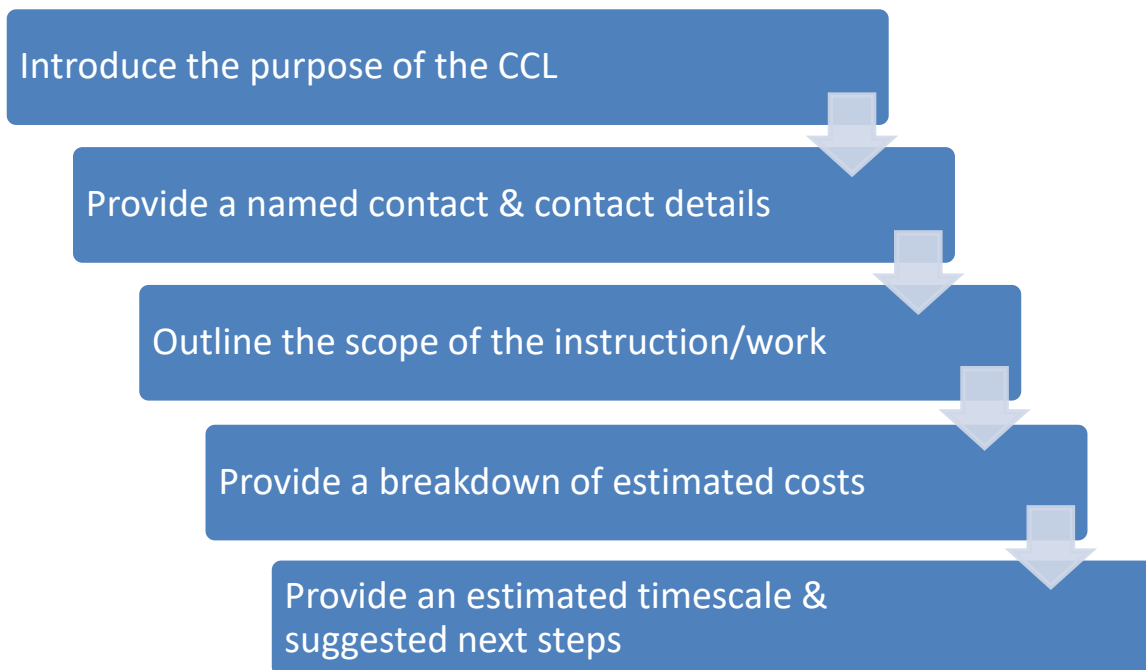 Introduce the purpose of the CCL
Provide a named contact & contact details
Outline the scope of the instruction/work
Provide a breakdown of estimated costs
Provide an estimated timescale &
suggested next steps